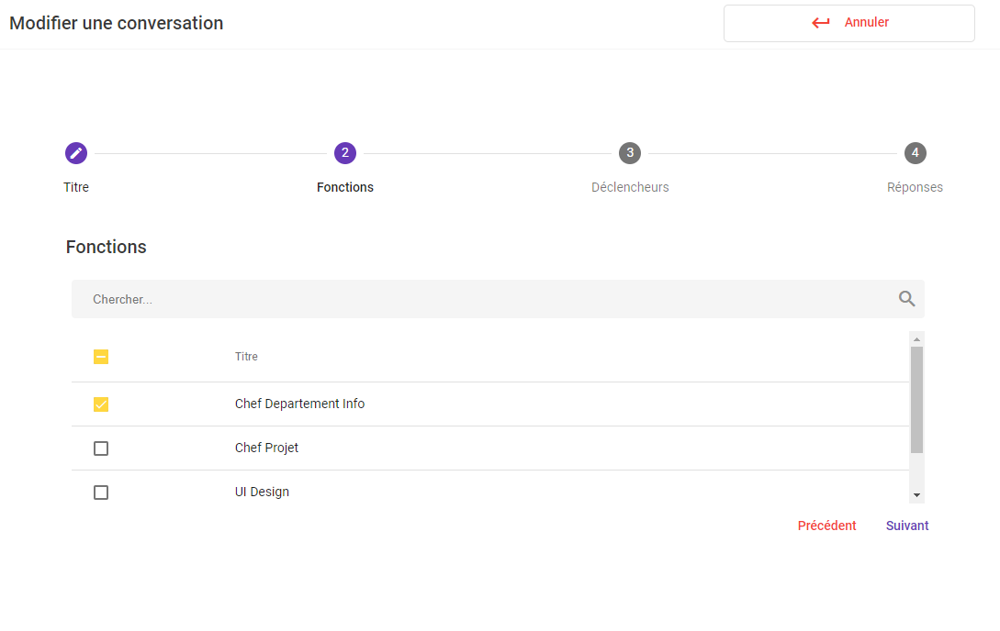 Modifier une conversation
Annuler
2
3
4
Titre
Fonctions
Déclencheurs
Réponses
Fonctions
Chercher...
Titre
Chef Departement Info
Chef Projet
UI Design
Précédent
Suivant